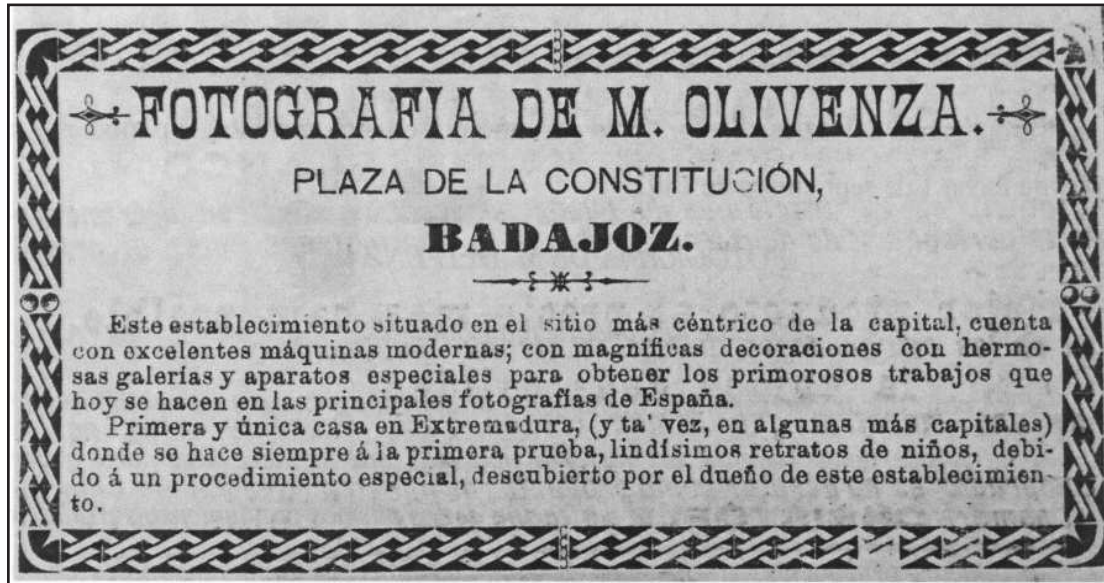 FOTOGRAFIA DE M. OLIVENZA.
PLAZA DE LA CONSTITUCIÓN,
BADAJOZ.
Este establecimiento situado en el sitio más céntrico de la capital, cuenta
con excelentes máquinas modernas; con magníficas decoraciones con hermo-
sas galerías y aparatos especiales para obtener los primorosos trabajos que
hoy se hacen en las principales fotografías de España.
Primera y única casa en Extremadura, (y ta' vez, en algunas más capitales)
donde se hace siempre á la primera prueba, lindísimos retratos de niños, debi-
do á un procedimiento especial, descubierto por el dueño de este establecimien-
to.